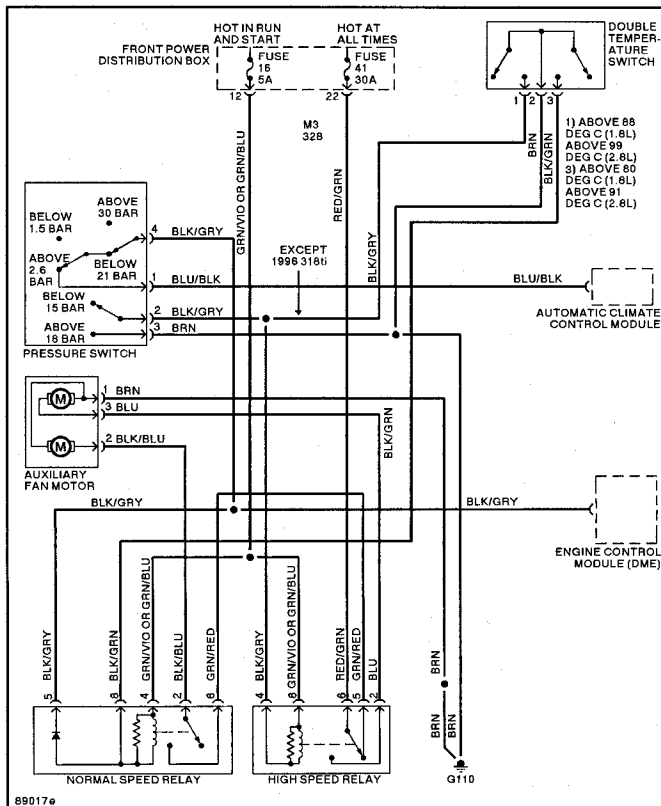 HOT IN RUN
AND START
HOT AT
ALL TIMES
FRONT POWER
DISTRIBUTION BOX
FUSE
16
5A
FUSE
41
30A
12
22
DOUBLE
TEMPER-
ATURE
SWITCH
1
2
3
M3
328
GRN/VIO OR GRN/BLU
RED/GRN
BLK/GRY
BRN
BLK/GRN
1) ABOVE 88
DEG C (1.8L)
ABOVE 99
DEG C (2.8L)
3) ABOVE 80
DEG C (1.8L)
ABOVE 91
DEG C (2.8L)
ABOVE
30 BAR
BELOW
1.5 BAR
ABOVE
2.6
BAR
BELOW
21 BAR
BELOW
15 BAR
ABOVE
18 BAR
PRESSURE SWITCH
4
BLK/GRY
1
BLU/BLK
2
BLK/GRY
3
BRN
EXCEPT
1996 318ti
BLU/BLK
AUTOMATIC CLIMATE
CONTROL MODULE
M
M
1 BRN
3 BLU
2 BLK/BLU
AUXILIARY
FAN MOTOR
BLK/GRN
BLK/GRY
BLK/GRY
ENGINE CONTROL
MODULE (DME)
BLK/GRY
BLK/GRN
GRN/VIO OR GRN/BLU
BLK/BLU
GRN/RED
BLK/GRY
GRN/VIO OR GRN/BLU
RED/GRN
GRN/RED
BLU
BRN
5
8
4
2
6
4
8
6
5
2
BRN
BRN
NORMAL SPEED RELAY
HIGH SPEED RELAY
G110
89017e